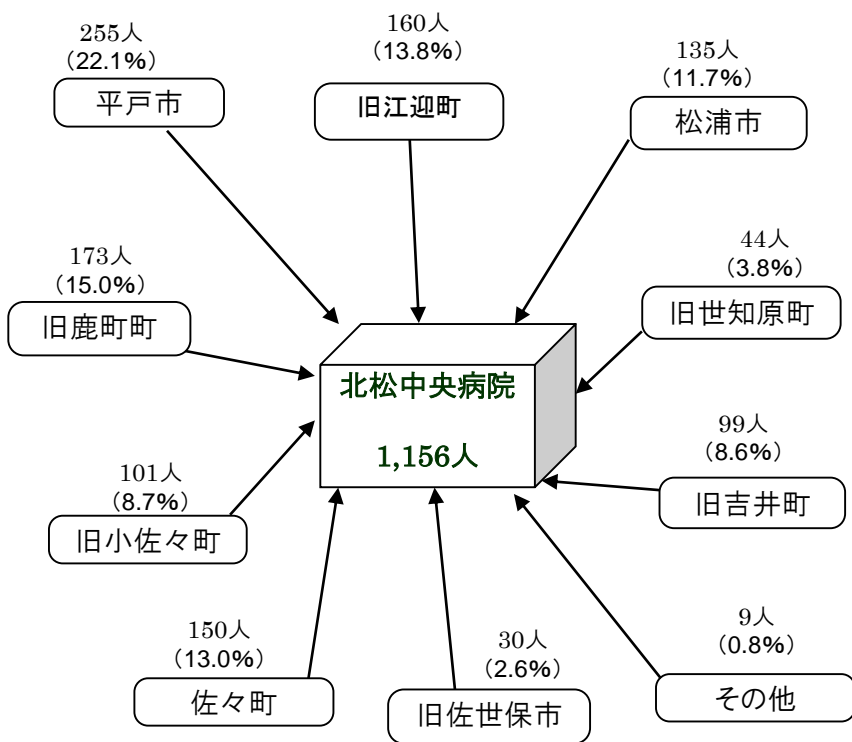 255人
(22.1%)
平戸市
160人
(13.8%)
旧江迎町
135人
(11.7%)
松浦市
173人
(15.0%)
旧鹿町町
44人
(3.8%)
旧世知原町
北松中央病院
1,156人
101人
(8.7%)
旧小佐々町
99人
(8.6%)
旧吉井町
150人
(13.0%)
佐々町
30人
(2.6%)
旧佐世保市
9人
(0.8%)
その他